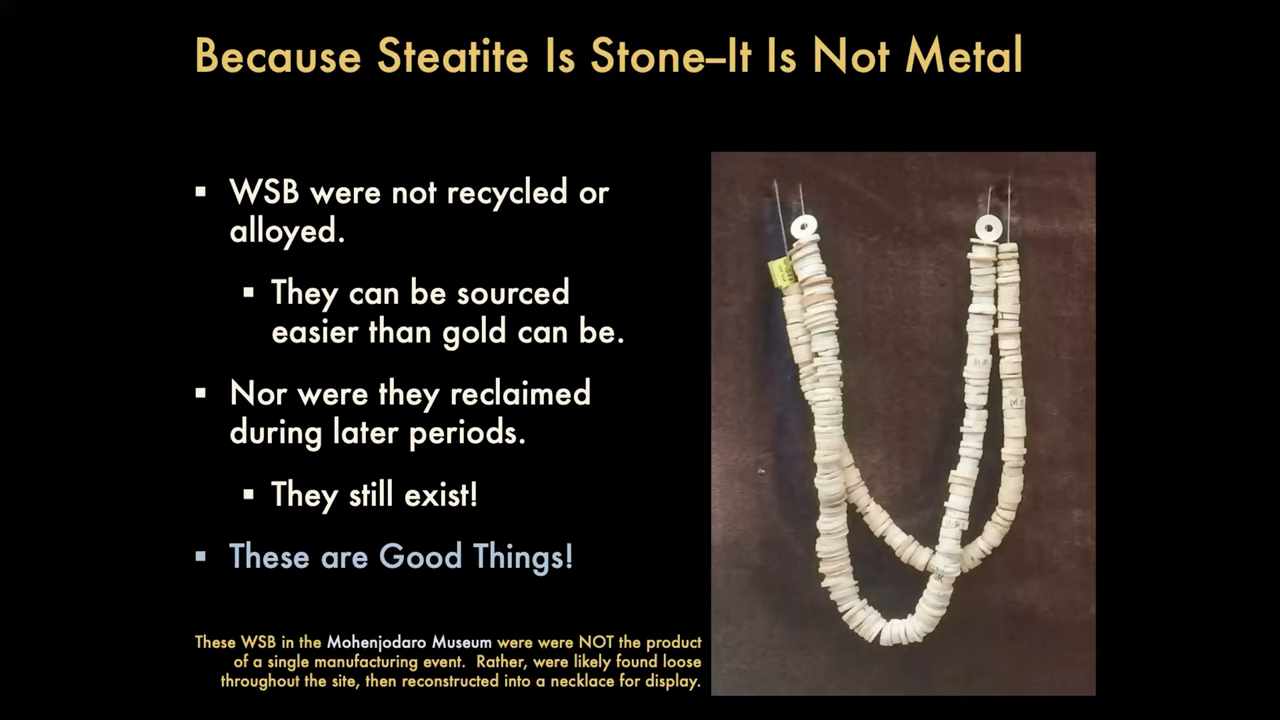 Because Steatite Is Stone–It Is Not Metal
▪ WSB were not recycled or
alloyed.
▪ They can be sourced
easier than gold can be.
▪ Nor were they reclaimed
during later periods.
▪ They still exist!
▪ These are Good Things!
These WSB in the Mohenjodaro Museum were were NOT the product
of a single manufacturing event. Rather, were likely found loose
throughout the site, then reconstructed into a necklace for display.